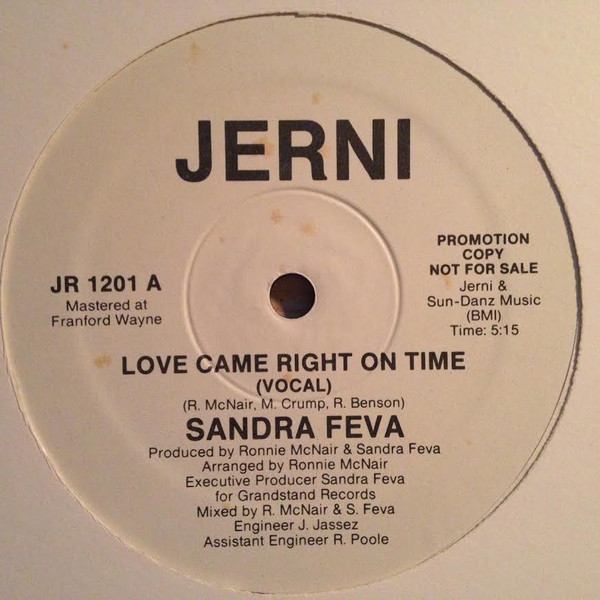 JERNI
JR 1201 A
Mastered at
Franford Wayne
PROMOTION
COPY
NOT FOR SALE
Jerni &
Sun-Danz Music
(BMI)
Time: 5:15
LOVE CAME RIGHT ON TIME
(VOCAL)
(R. McNair, M. Crump, R. Benson)
SANDRA FEVA
Produced by Ronnie McNair & Sandra Feva
Arranged by Ronnie McNair
Executive Producer Sandra Feva
for Grandstand Records
Mixed by R. McNair & S. Feva
Engineer J. Jassez
Assistant Engineer R. Poole